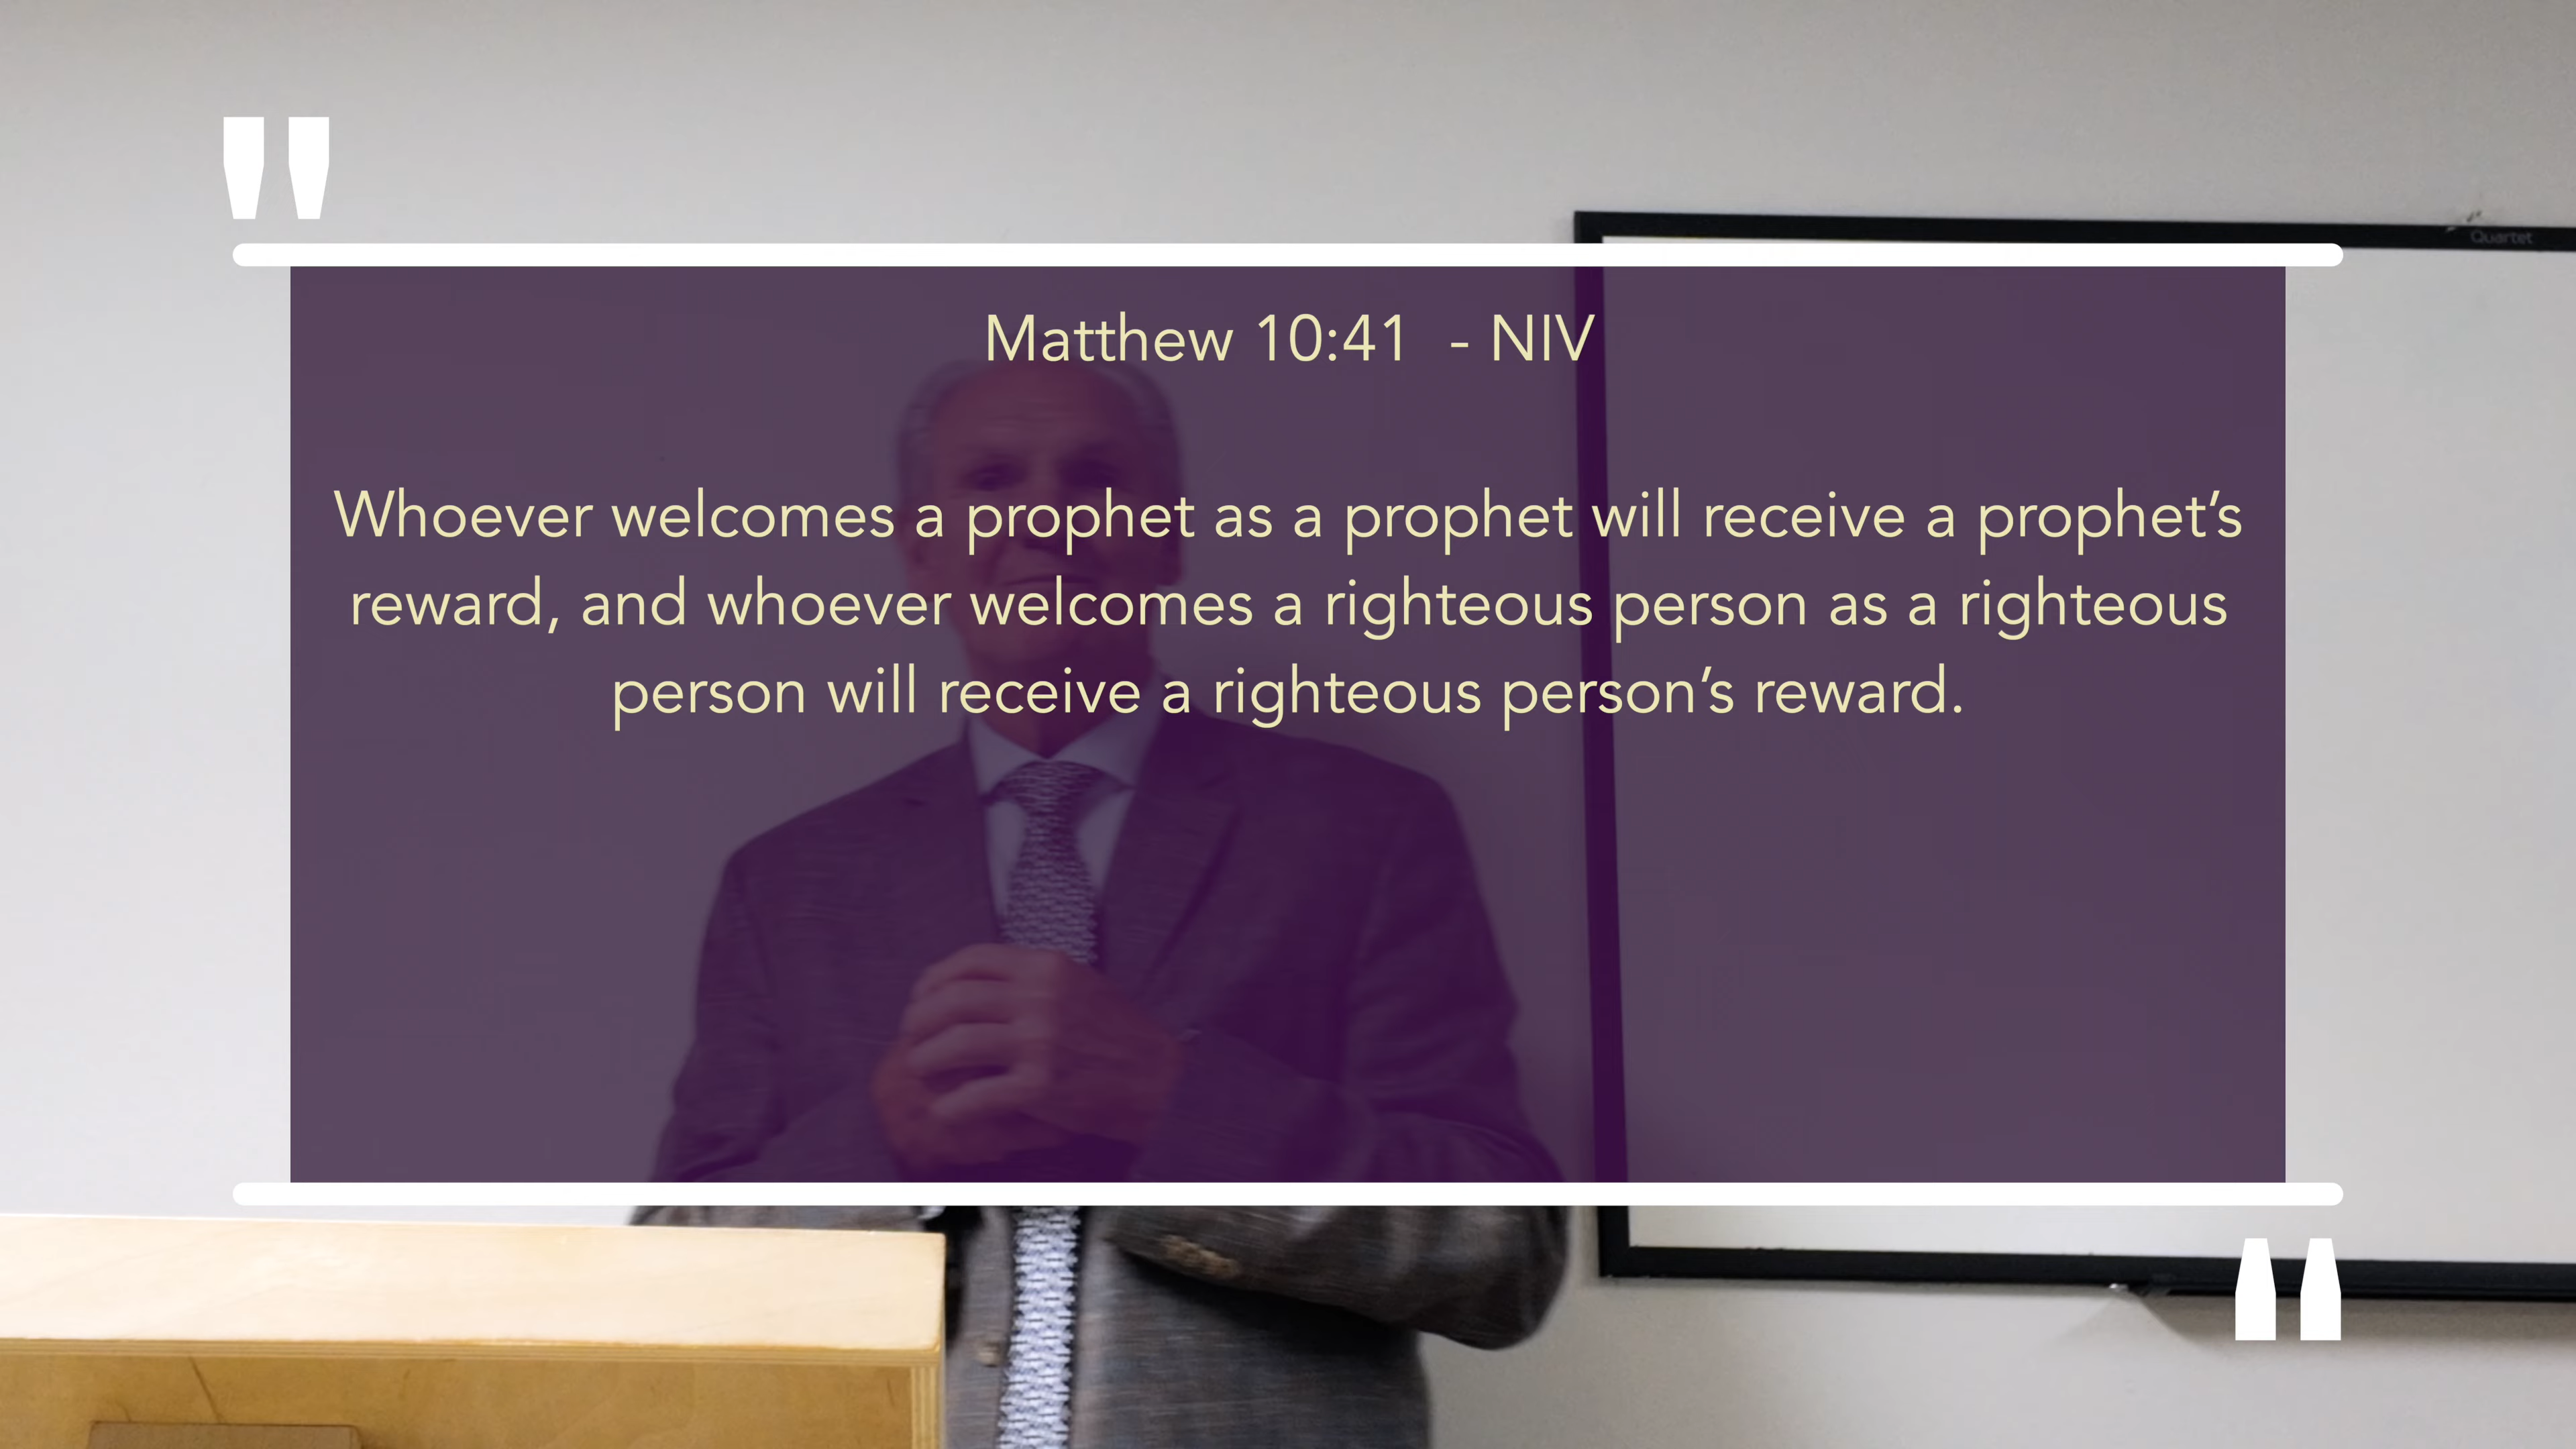 "
Quartet
Matthew 10:41  - NIV
Whoever welcomes a prophet as a prophet will receive a prophet’s
reward, and whoever welcomes a righteous person as a righteous
person will receive a righteous person’s reward.
"